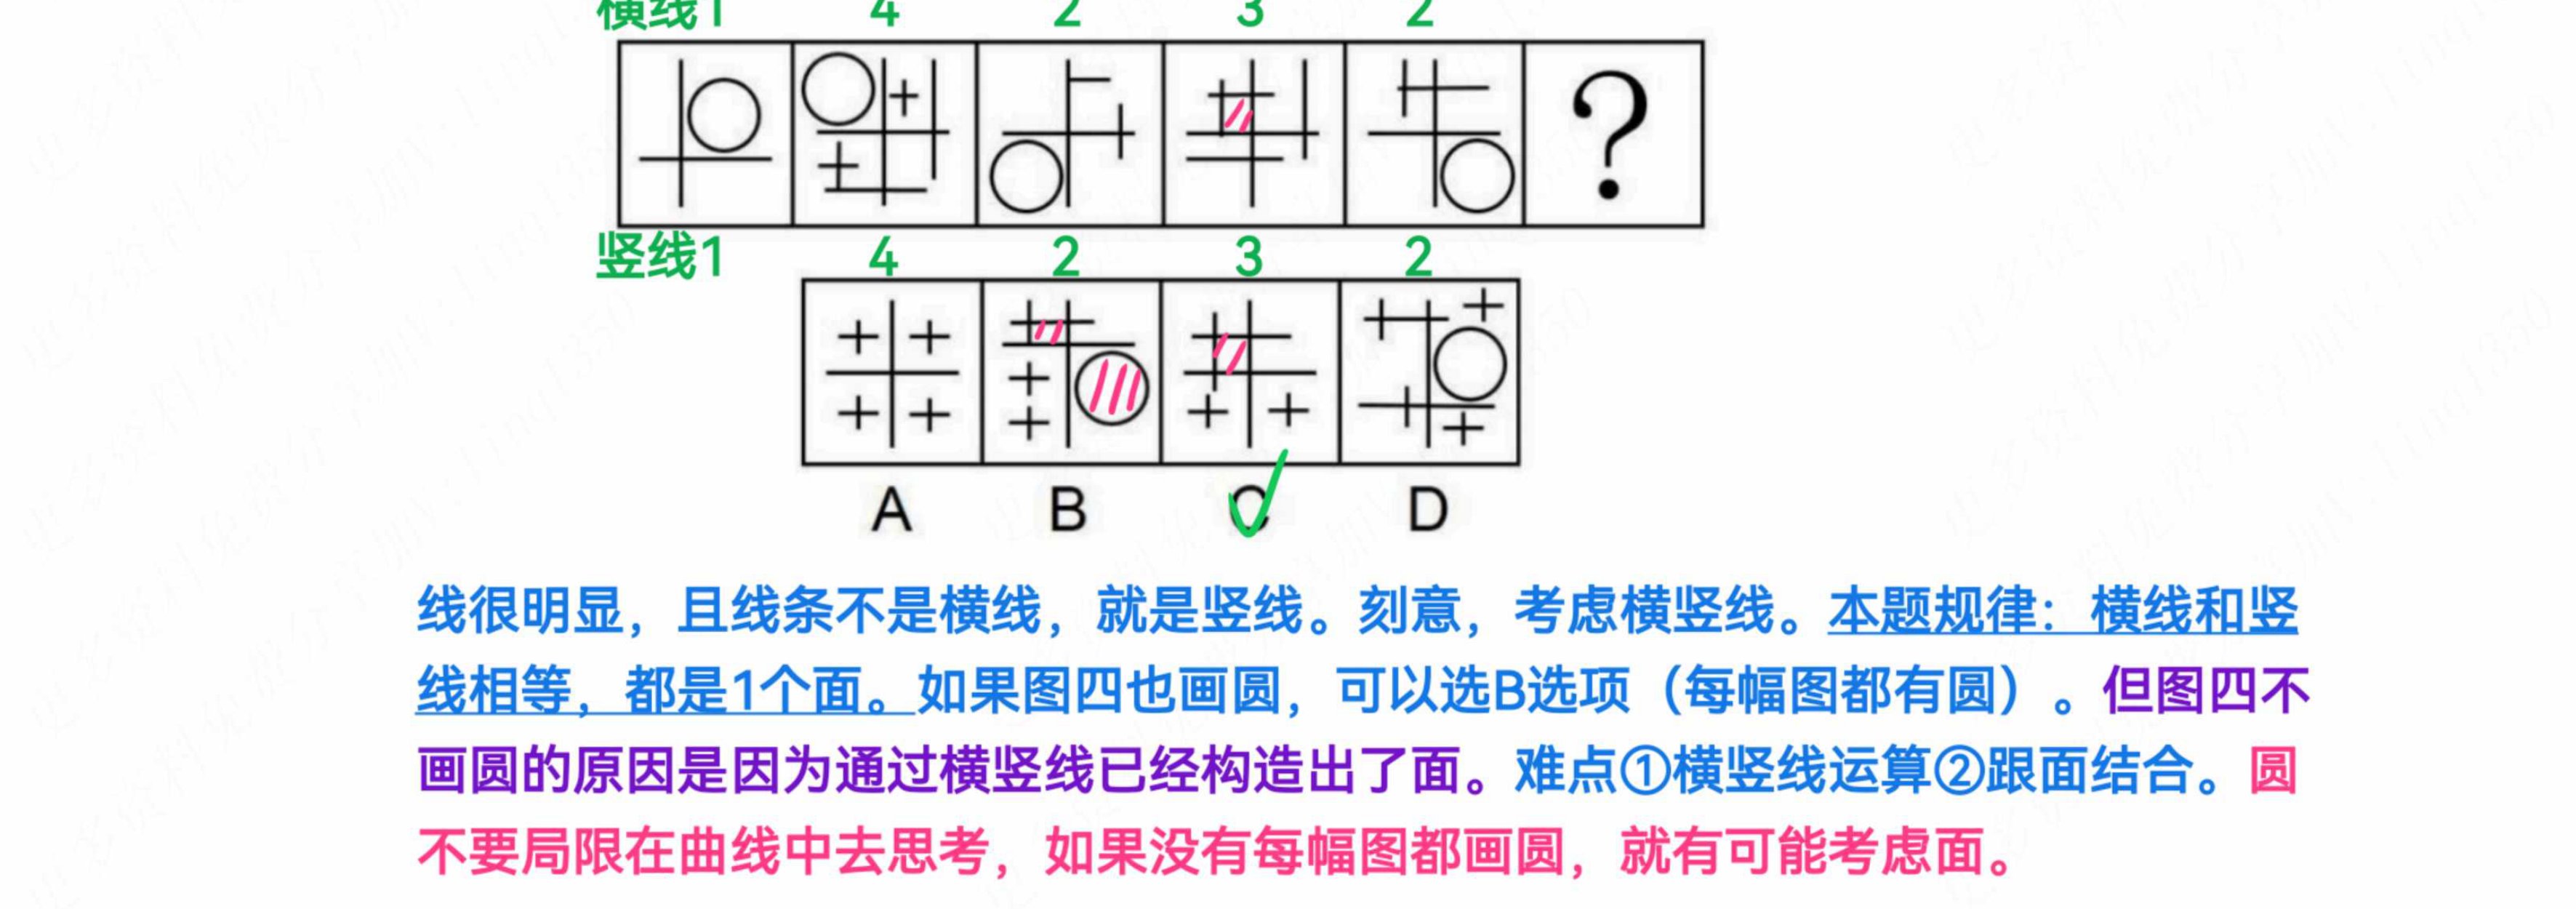 横线1 4 2 3 2
?
竖线1 4 2 3 2
A B C D
线很明显，且线条不是横线，就是竖线。刻意，考虑横竖线。本题规律：横线和竖
线相等，都是1个面。如果图四也画圆，可以选B选项（每幅图都有圆）。但图四不
画圆的原因是因为通过横竖线已经构造出了面。难点①横竖线运算②跟面结合。圆
不要局限在曲线中去思考，如果没有每幅图都画圆，就有可能考虑面。